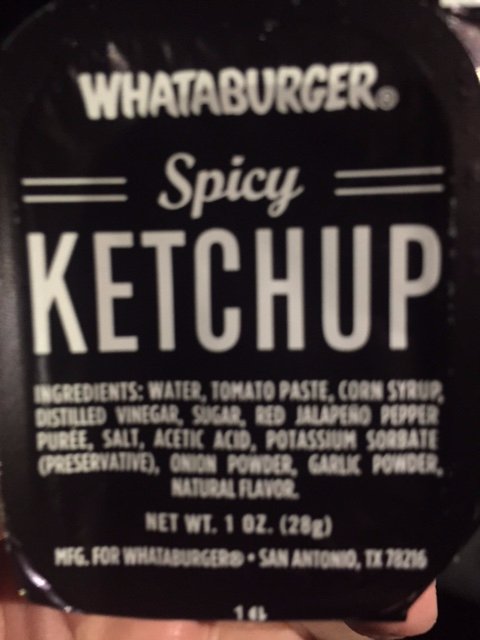 WHATABURGER®
Spicy
KETCHUP
INGREDIENTS: WATER, TOMATO PASTE, CORN SYRUP,
DISTILLED VINEGAR, SUGAR, RED JALAPEÑO PEPPER
PUREE, SALT, ACETIC ACID, POTASSIUM SORBATE
(PRESERVATIVE), ONION POWDER, GARLIC POWDER,
NATURAL FLAVOR.
NET WT. 1 OZ. (28g)
MFG. FOR WHATABURGER® • SAN ANTONIO, TX 78216